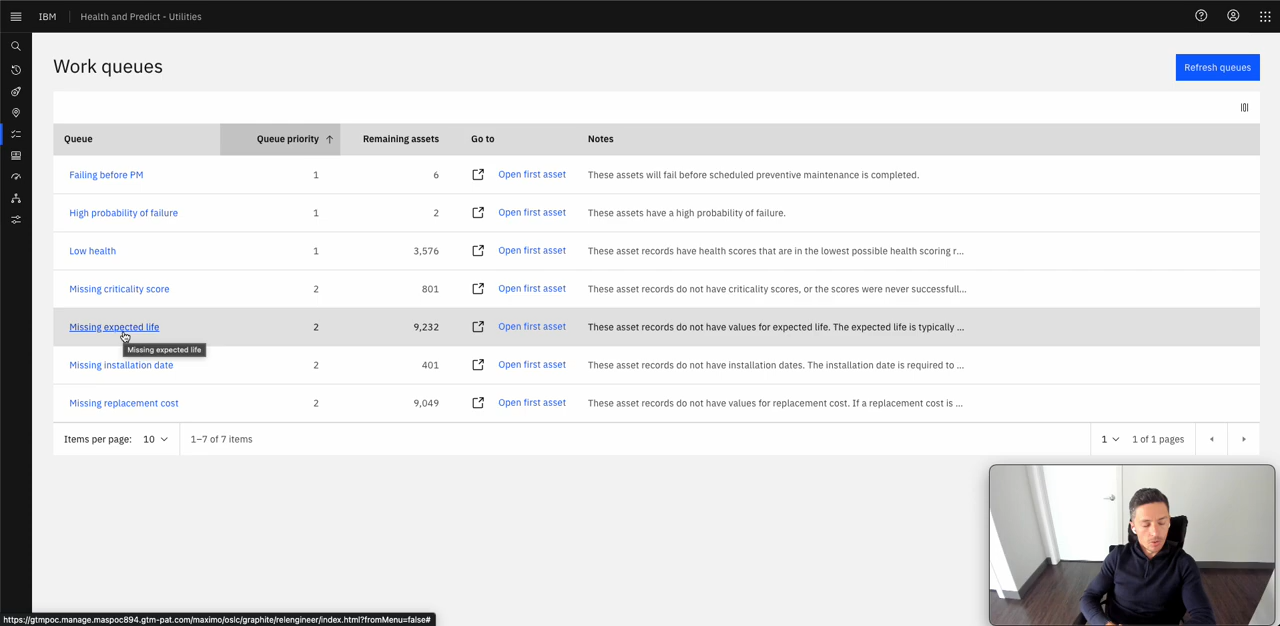 IBM Health and Predict - Utilities
Work queues
Refresh queues
Queue Queue priority Remaining assets Go to Notes
Failing before PM 1 6 Open first asset These assets will fail before scheduled preventive maintenance is completed.
High probability of failure 1 2 Open first asset These assets have a high probability of failure.
Low health 1 3,576 Open first asset These asset records have health scores that are in the lowest possible health scoring r...
Missing criticality score 2 801 Open first asset These asset records do not have criticality scores, or the scores were never successfull...
Missing expected life 2 9,232 Open first asset These asset records do not have values for expected life. The expected life is typically ...
Missing expected life
Missing installation date 2 401 Open first asset These asset records do not have installation dates. The installation date is required to ...
Missing replacement cost 2 9,049 Open first asset These asset records do not have values for replacement cost. If a replacement cost is ...
Items per page: 10 1–7 of 7 items 1 1 of 1 pages
https://gtmpoc.manage.maspoc894.gtm-pat.com/maximo/oslc/graphite/relengineer/index.html?fromMenu=false#